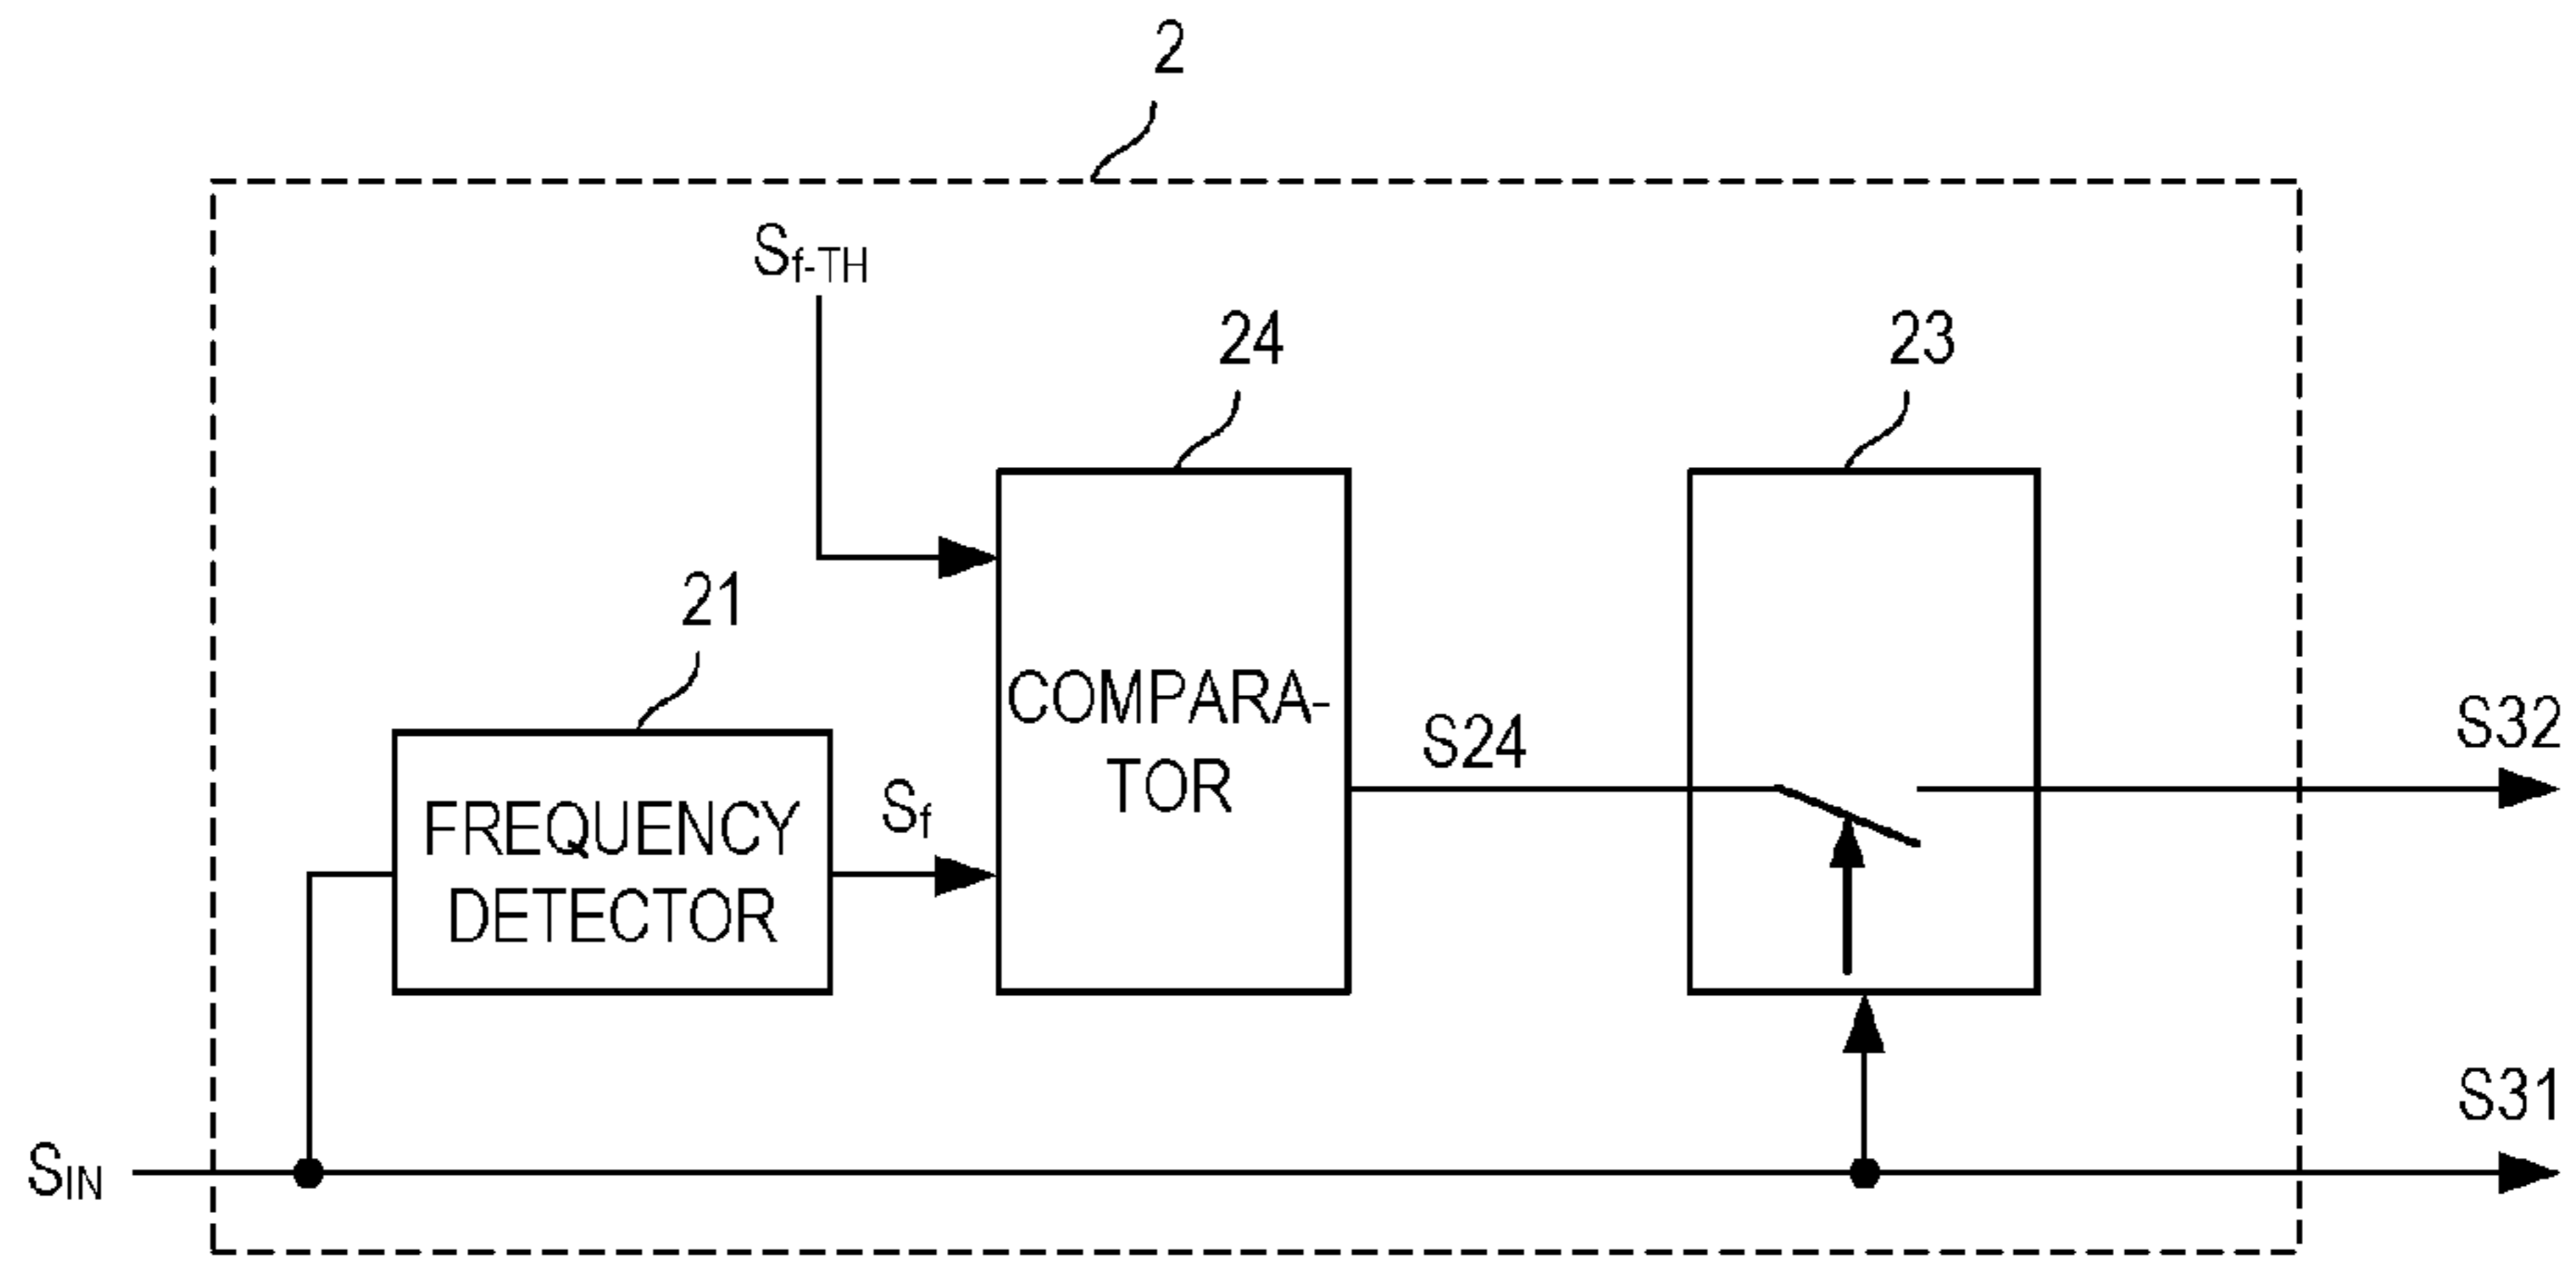 2
Sf-TH
24
23
21
COMPARA-
TOR
S24
S32
FREQUENCY
DETECTOR
Sf
S31
SIN